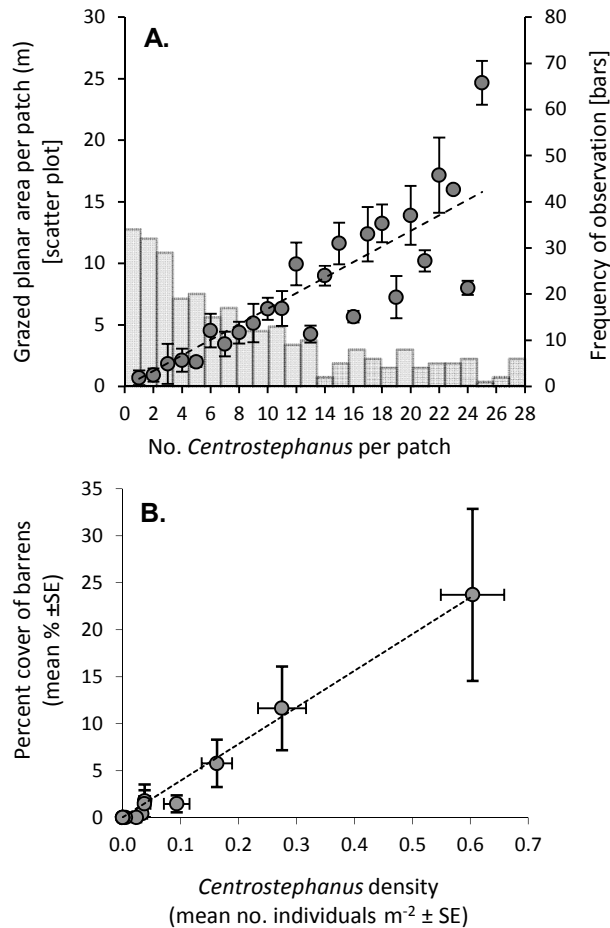 A.
Grazed planar area per patch (m)
[scatter plot]
30
25
20
15
10
5
0
80
70
60
50
40
30
20
10
0
Frequency of observation [bars]
0 2 4 6 8 10 12 14 16 18 20 22 24 26 28
No. Centrostephanus per patch
B.
Percent cover of barrens
(mean % ±SE)
35
30
25
20
15
10
5
0
0.0 0.1 0.2 0.3 0.4 0.5 0.6 0.7
Centrostephanus density
(mean no. individuals m-2 ± SE)